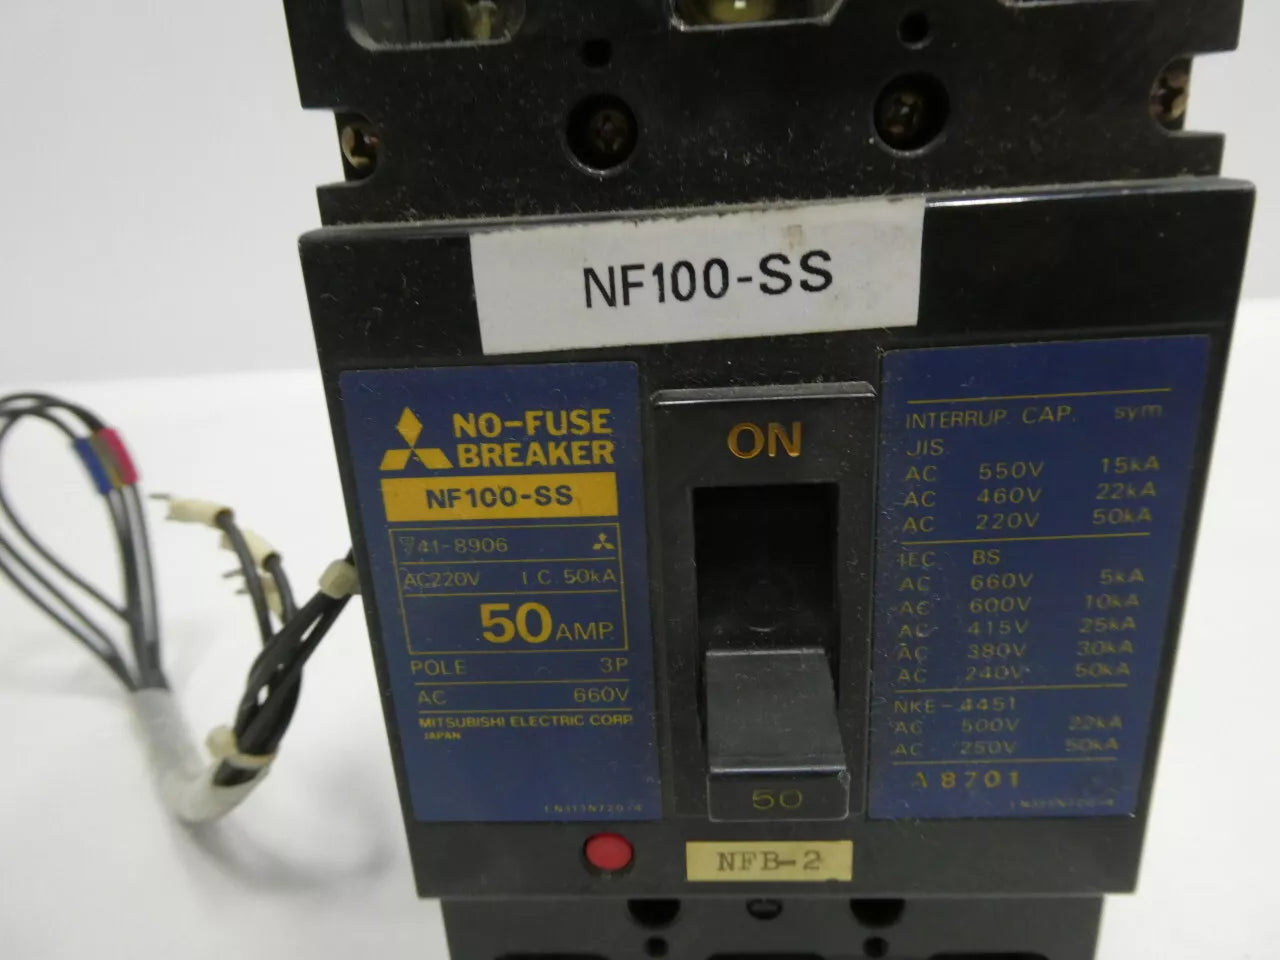 NF100-SS
NO-FUSE
BREAKER
NF100-SS
41-8906
AC220V I.C. 50kA
50 AMP.
POLE 3P
AC 660V
MITSUBISHI ELECTRIC CORP.
JAPAN
ON
50
INTERRUP. CAP. sym
JIS.
AC 550V 15kA
AC 460V 22kA
AC 220V 50kA
IEC BS
AC 660V 5kA
AC 600V 10kA
AC 415V 25kA
AC 380V 30kA
AC 240V 50kA
NKE-4451
AC 500V 22kA
AC 250V 50kA
A 8701
NFB-2